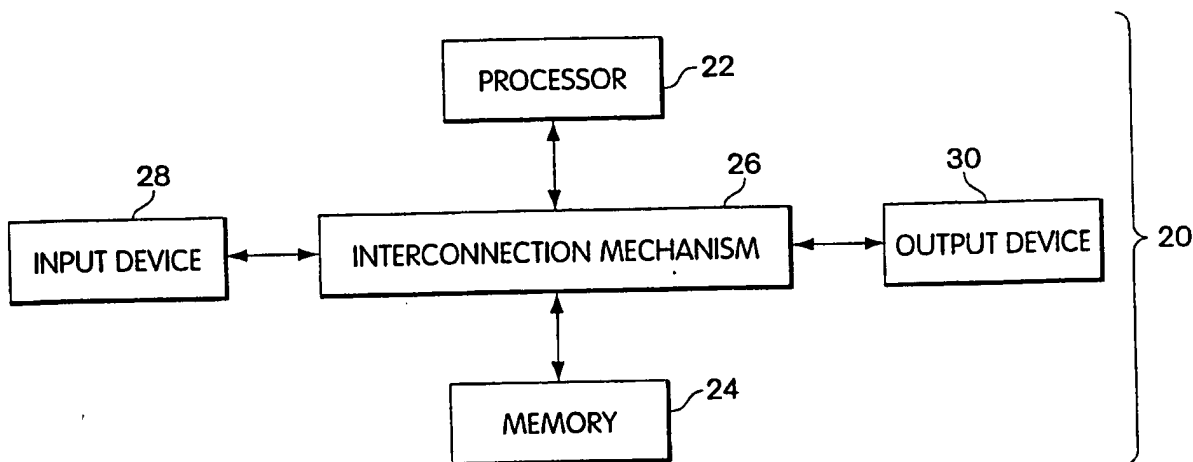 PROCESSOR
22
28
26
30
INPUT DEVICE
INTERCONNECTION MECHANISM
OUTPUT DEVICE
20
MEMORY
24